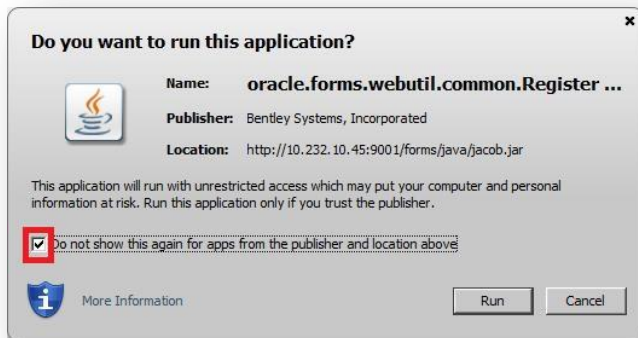 Do you want to run this application?
Name: oracle.forms.webutil.common.Register ...
Publisher: Bentley Systems, Incorporated
Location: http://10.232.10.45:9001/forms/java/jacob.jar
This application will run with unrestricted access which may put your computer and personal
information at risk. Run this application only if you trust the publisher.
Do not show this again for apps from the publisher and location above
More Information
Run
Cancel